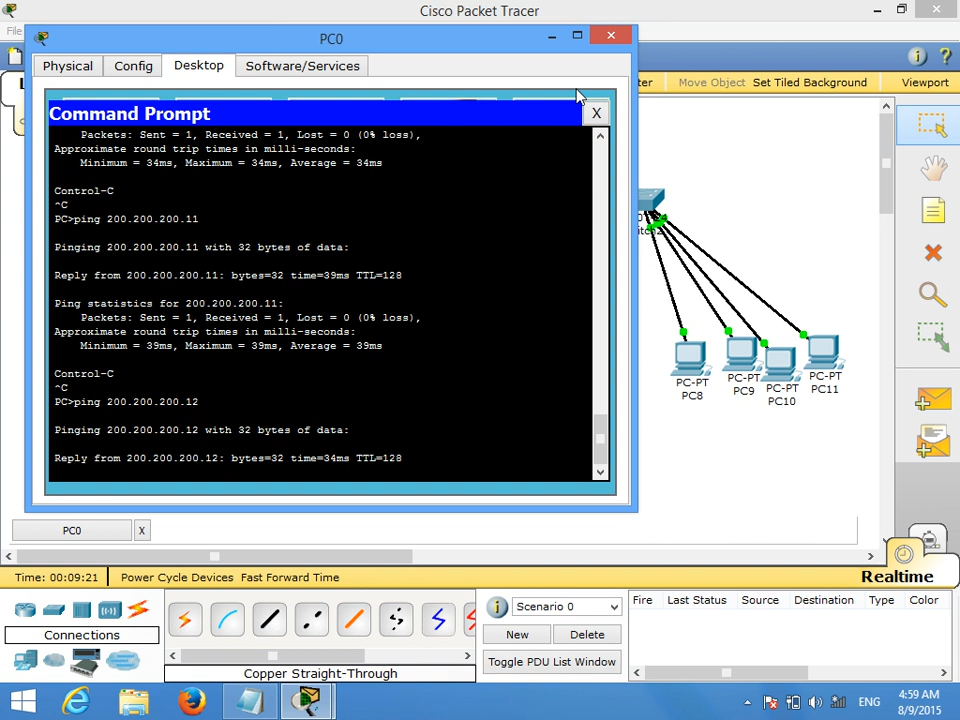 Cisco Packet Tracer
File
PC0
Physical
Config
Desktop
Software/Services
Move Object
Set Tiled Background
Viewport
Command Prompt
X
Packets: Sent = 1, Received = 1, Lost = 0 (0% loss),
Approximate round trip times in milli-seconds:
Minimum = 34ms, Maximum = 34ms, Average = 34ms
Control-C
^C
PC>ping 200.200.200.11
Pinging 200.200.200.11 with 32 bytes of data:
Reply from 200.200.200.11: bytes=32 time=39ms TTL=128
Ping statistics for 200.200.200.11:
Packets: Sent = 1, Received = 1, Lost = 0 (0% loss),
Approximate round trip times in milli-seconds:
Minimum = 39ms, Maximum = 39ms, Average = 39ms
Control-C
^C
PC>ping 200.200.200.12
Pinging 200.200.200.12 with 32 bytes of data:
Reply from 200.200.200.12: bytes=32 time=34ms TTL=128
PC-PT
PC8
PC-PT
PC9
PC-PT
PC10
PC-PT
PC11
PC0
X
Time: 00:09:21
Power Cycle Devices
Fast Forward Time
Realtime
Connections
Copper Straight-Through
Scenario 0
New
Delete
Toggle PDU List Window
Fire
Last Status
Source
Destination
Type
Color
ENG
4:59 AM
8/9/2015